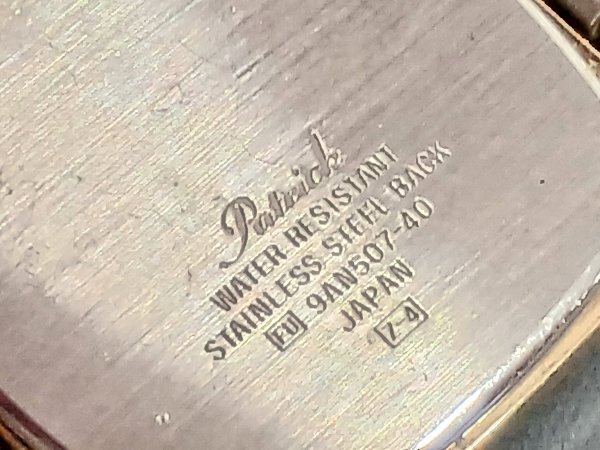 Patrick
WATER RESISTANT
STAINLESS STEEL BACK
FU 9AN507-40
JAPAN
Z-4